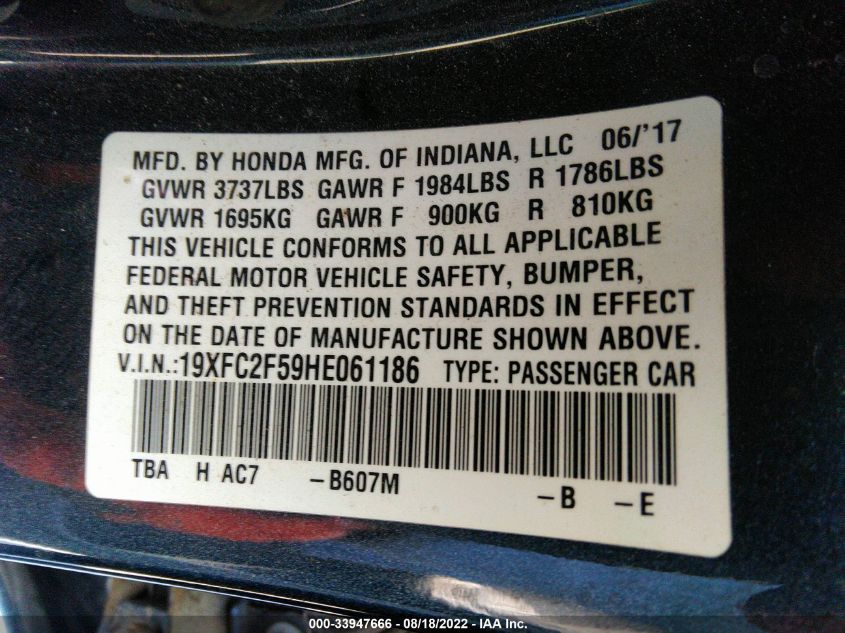 MFD. BY HONDA MFG. OF INDIANA, LLC 06/'17
GVWR 3737LBS GAWR F 1984LBS R 1786LBS
GVWR 1695KG GAWR F 900KG R 810KG
THIS VEHICLE CONFORMS TO ALL APPLICABLE
FEDERAL MOTOR VEHICLE SAFETY, BUMPER,
AND THEFT PREVENTION STANDARDS IN EFFECT
ON THE DATE OF MANUFACTURE SHOWN ABOVE.
V.I.N.:19XFC2F59HE061186 TYPE: PASSENGER CAR
TBA H AC7 -B607M -B -E
000-33947666 - 08/18/2022 - IAA Inc.